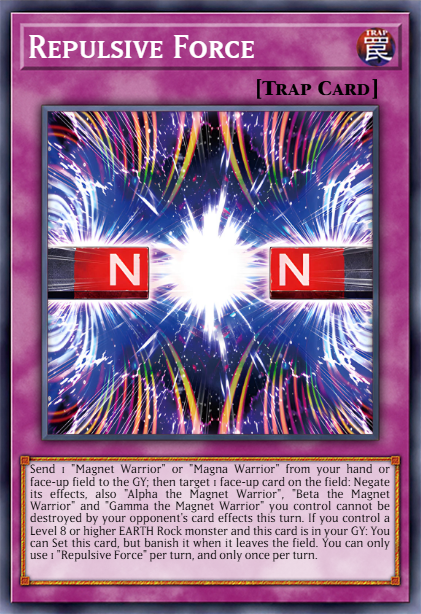 Repulsive Force
TRAP
罠
[Trap Card]
N N
Send 1 "Magnet Warrior" or "Magna Warrior" from your hand or
face-up field to the GY; then target 1 face-up card on the field: Negate
its effects, also "Alpha the Magnet Warrior", "Beta the Magnet
Warrior" and "Gamma the Magnet Warrior" you control cannot be
destroyed by your opponent's card effects this turn. If you control a
Level 8 or higher EARTH Rock monster and this card is in your GY: You
can Set this card, but banish it when it leaves the field. You can only
use 1 "Repulsive Force" per turn, and only once per turn.